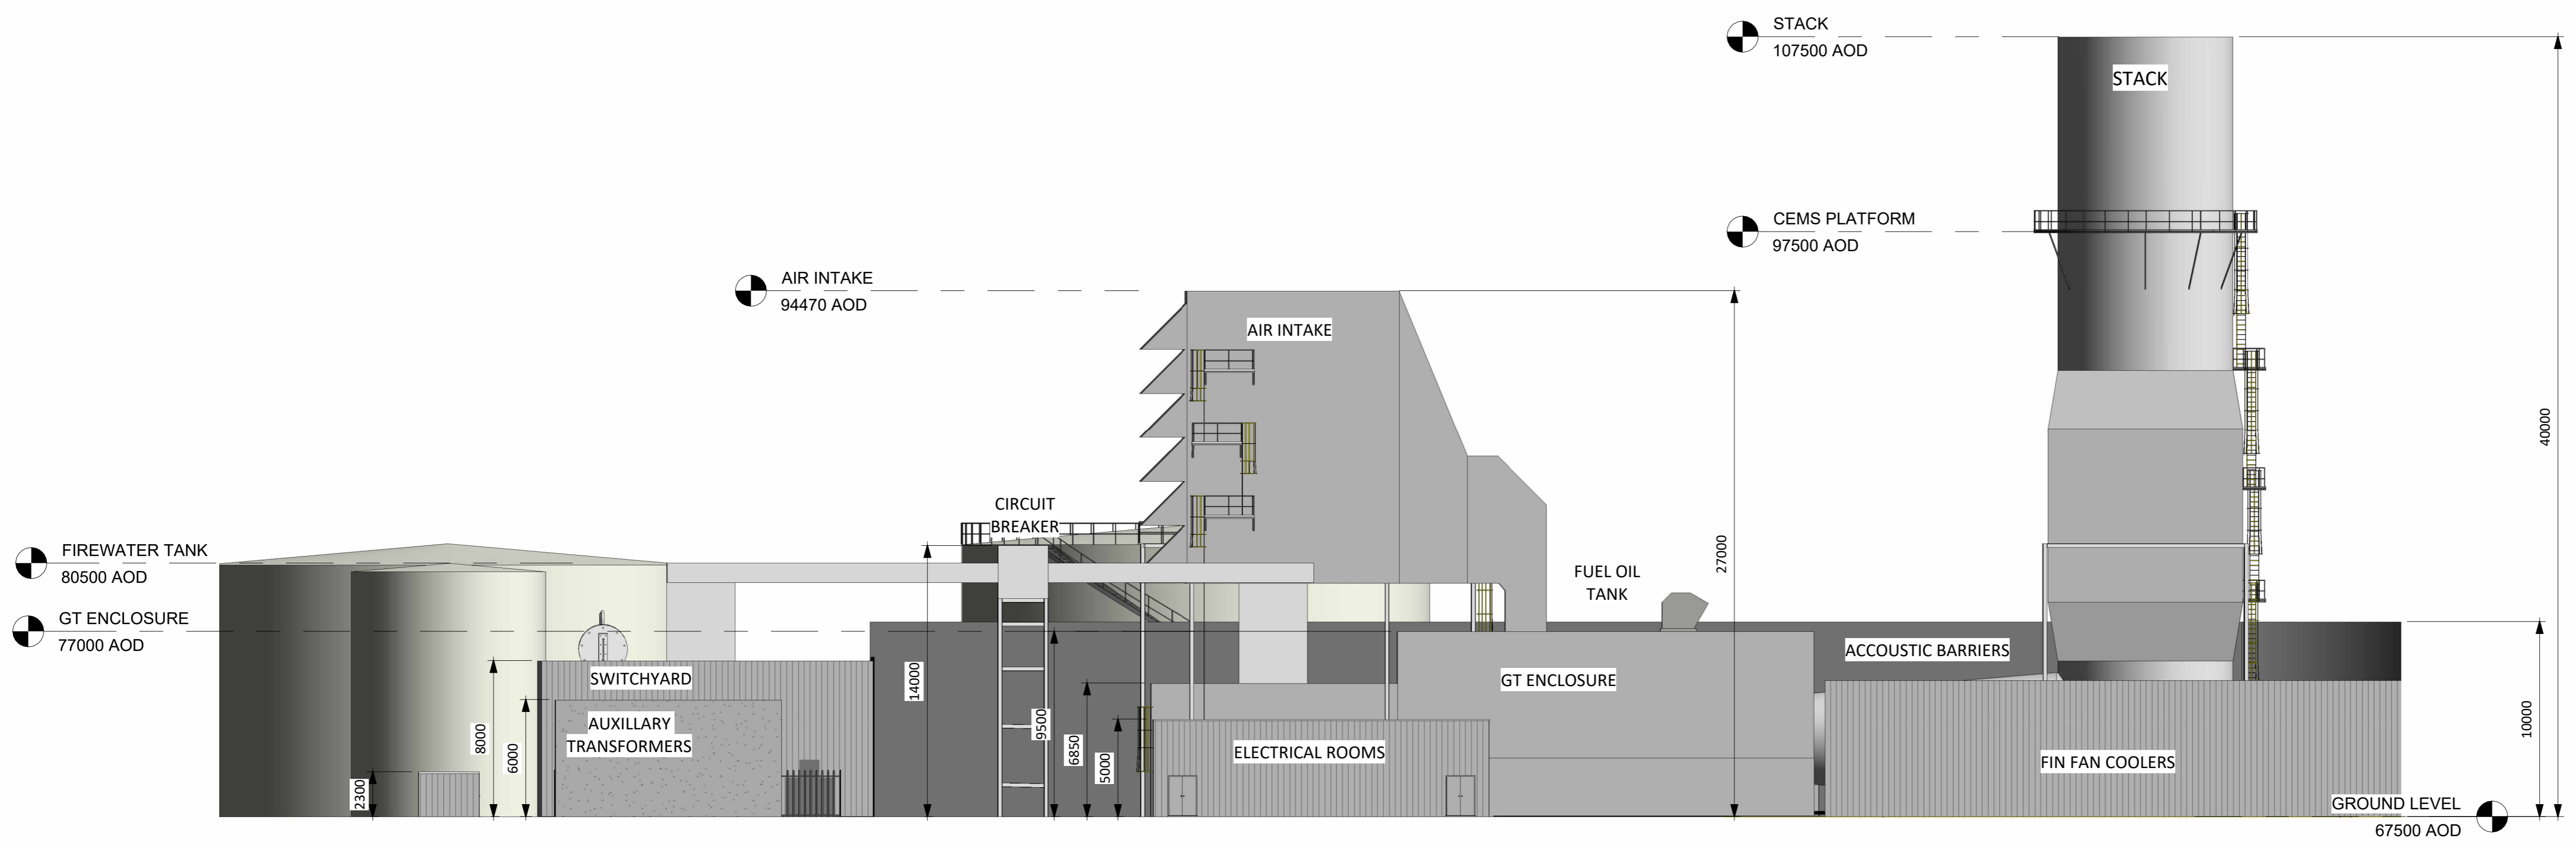 STACK
107500 AOD
STACK
CEMS PLATFORM
97500 AOD
AIR INTAKE
94470 AOD
AIR INTAKE
40000
27000
CIRCUIT
BREAKER
FIREWATER TANK
80500 AOD
FUEL OIL
TANK
GT ENCLOSURE
77000 AOD
SWITCHYARD
14000
GT ENCLOSURE
ACCOUSTIC BARRIERS
AUXILLARY
TRANSFORMERS
8000
6000
9500
6850
5000
10000
ELECTRICAL ROOMS
FIN FAN COOLERS
2300
GROUND LEVEL
67500 AOD